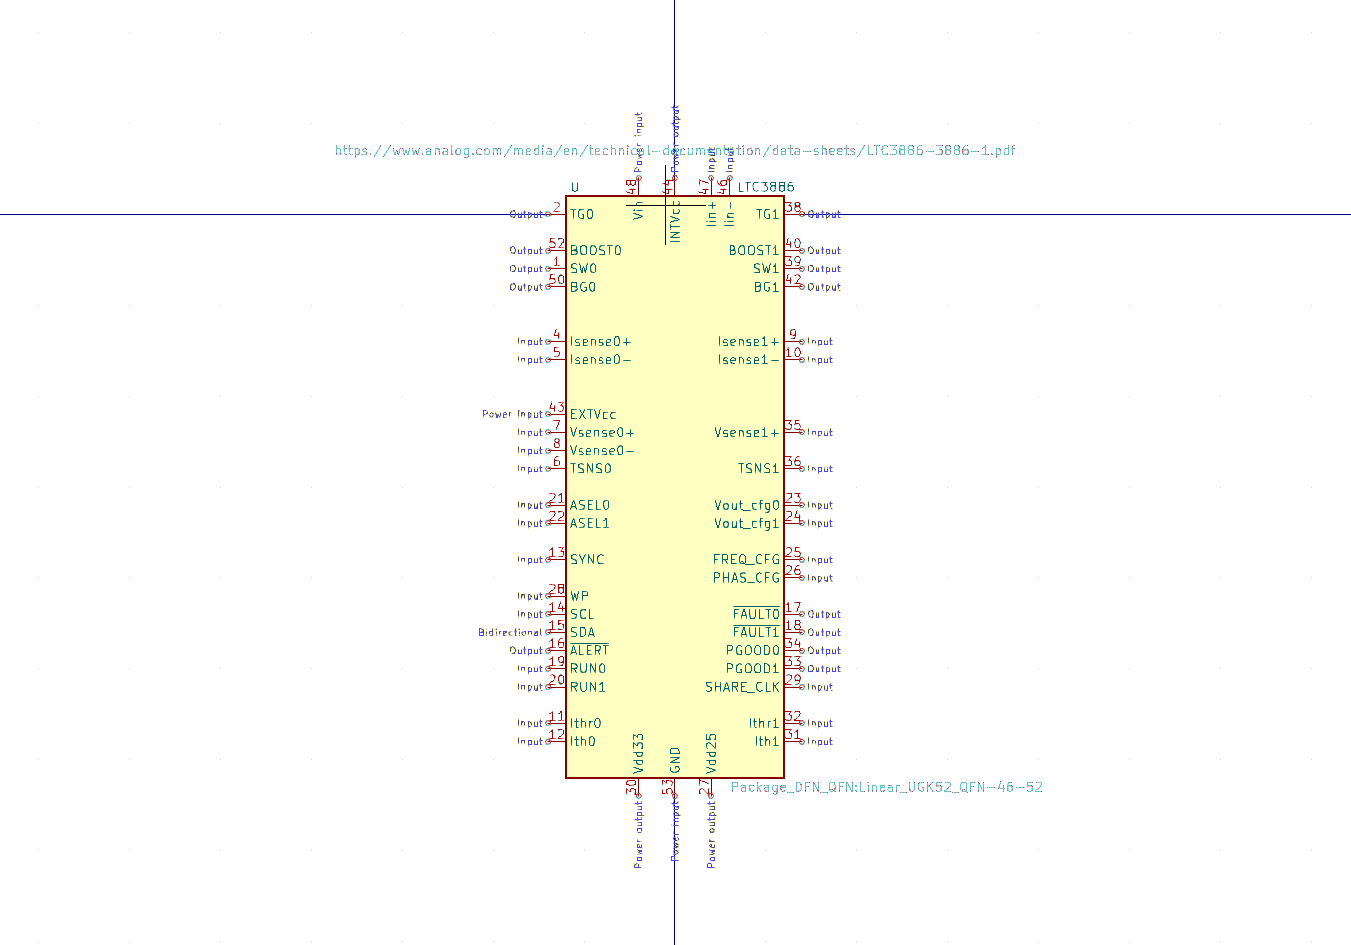 Power input
Power output
Input
Input
https://www.analog.com/media/en/technical-documentation/data-sheets/LTC3886-3886-1.pdf
48 44 47 46
U LTC3886
Vin INTVcc Iin+ Iin-
Output 2 TG0 TG1 38 Output
Output 52 BOOST0 BOOST1 40 Output
Output 1 SW0 SW1 39 Output
Output 50 BG0 BG1 42 Output
Input 4 Isense0+ Isense1+ 9 Input
Input 5 Isense0- Isense1- 10 Input
Power input 43 EXTVcc
Input 7 Vsense0+ Vsense1+ 35 Input
Input 8 Vsense0-
Input 6 TSNS0 TSNS1 36 Input
Input 21 ASEL0 Vout_cfg0 23 Input
Input 22 ASEL1 Vout_cfg1 24 Input
Input 13 SYNC FREQ_CFG 25 Input
PHAS_CFG 26 Input
Input 28 WP
Input 14 SCL FAULT0 17 Output
Bidirectional 15 SDA FAULT1 18 Output
Output 16 ALERT PGOOD0 34 Output
Input 19 RUN0 PGOOD1 33 Output
Input 20 RUN1 SHARE_CLK 29 Input
Input 11 Ithr0 Ithr1 32 Input
Input 12 Ith0 Ith1 31 Input
Vdd33 GND Vdd25
30 53 27
Package_DFN_QFN:Linear_UGK52_QFN-46-52
Power output
Power input
Power output